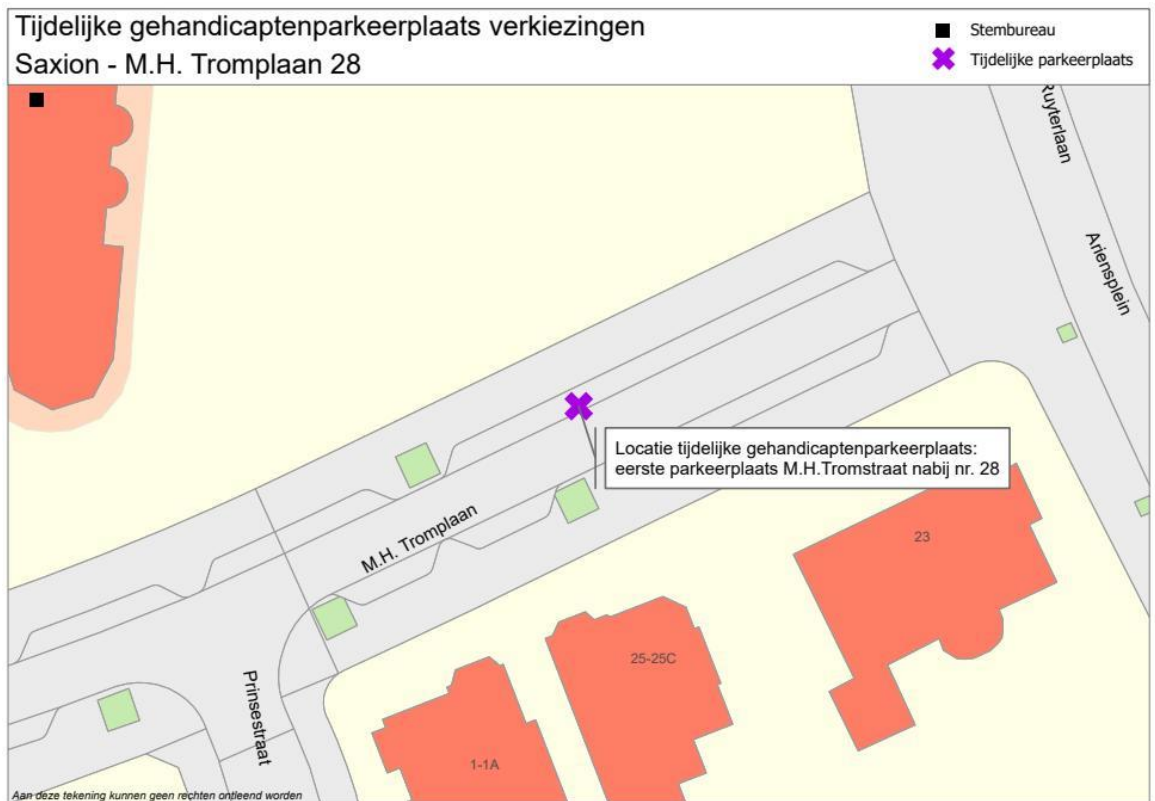 Tijdelijke gehandicaptenparkeerplaats verkiezingen
Saxion - M.H. Tromplaan 28
Stembureau
Tijdelijke parkeerplaats
Ruyterlaan
Ariensplein
Locatie tijdelijke gehandicaptenparkeerplaats:
eerste parkeerplaats M.H.Tromstraat nabij nr. 28
M.H. Tromplaan
23
25-25C
Prinsestraat
1-1A
Aan deze tekening kunnen geen rechten ontleend worden